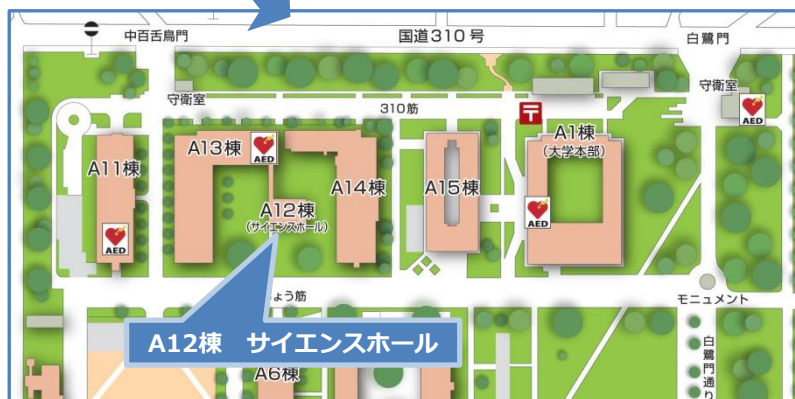 中百舌鳥門
国道310号
白鷺門
守衛室
守衛室
310筋
AED
A13棟
AED
A1棟
(大学本部)
A11棟
A14棟
A15棟
A12棟
(サイエンスホール)
AED
AED
ょう筋
モニュメント
A12棟 サイエンスホール
白鷺門通り
A6棟